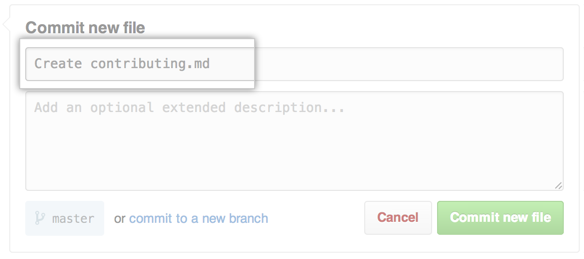 Commit new file
Create contributing.md
Add an optional extended description...
master or commit to a new branch Cancel Commit new file